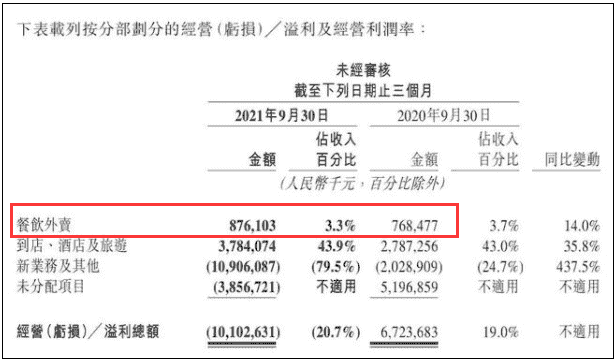 下表載列按分部劃分的經營(虧損)╱溢利及經營利潤率：
未經審核
截至下列日期止三個月
2021年9月30日 2020年9月30日
佔收入 佔收入
金額 百分比 金額 百分比 同比變動
(人民幣千元，百分比除外)
餐飲外賣 876,103 3.3% 768,477 3.7% 14.0%
到店、酒店及旅遊 3,784,074 43.9% 2,787,256 43.0% 35.8%
新業務及其他 (10,906,087) (79.5%) (2,028,909) (24.7%) 437.5%
未分配項目 (3,856,721) 不適用 5,196,859 不適用 不適用
經營(虧損)╱溢利總額 (10,102,631) (20.7%) 6,723,683 19.0% 不適用